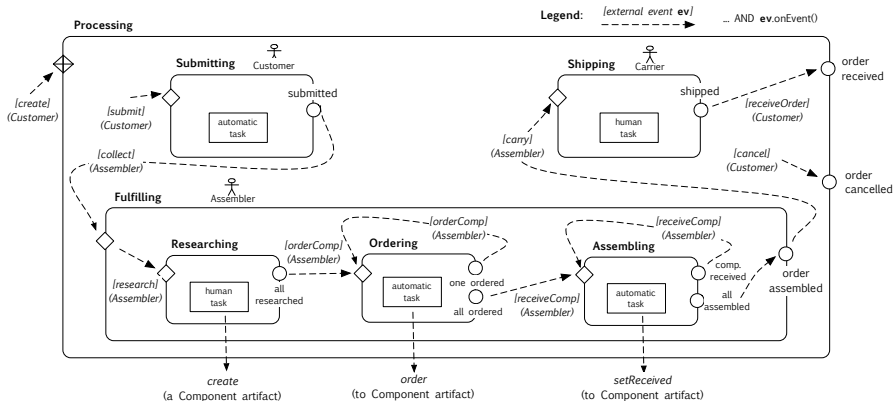 Legend:
[external event ev]
... AND ev.onEvent()
Processing
Submitting
Customer
Shipping
Carrier
order
received
submitted
shipped
[create]
(Customer)
[submit]
(Customer)
automatic
task
human
task
[receiveOrder]
(Customer)
[collect]
(Assembler)
[carry]
(Assembler)
[cancel]
(Customer)
order
cancelled
Fulfilling
Assembler
Researching
[orderComp]
(Assembler)
Ordering
[orderComp]
(Assembler)
[receiveComp]
(Assembler)
Assembling
[research]
(Assembler)
human
task
all
researched
automatic
task
one ordered
all ordered
[receiveComp]
(Assembler)
automatic
task
comp.
received
all
assembled
order
assembled
create
(a Component artifact)
order
(to Component artifact)
setReceived
(to Component artifact)